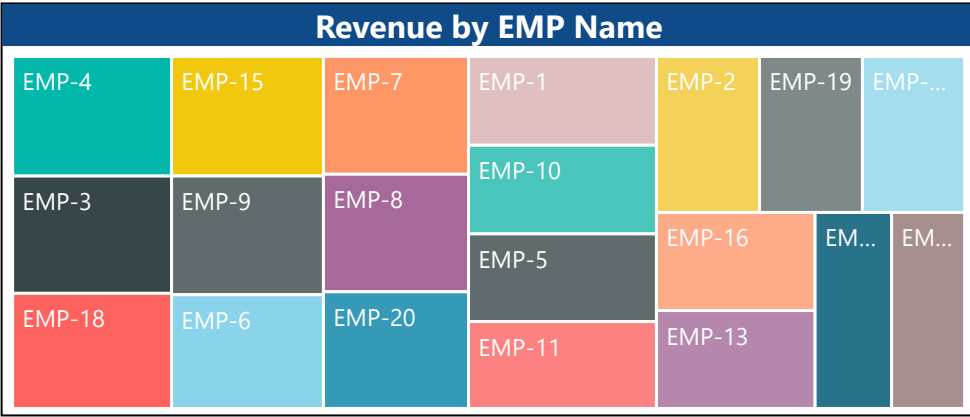 Revenue by EMP Name
EMP-4
EMP-3
EMP-18
EMP-15
EMP-9
EMP-6
EMP-7
EMP-8
EMP-20
EMP-1
EMP-10
EMP-5
EMP-11
EMP-2
EMP-19
EMP-...
EMP-16
EMP-13
EM...
EM...